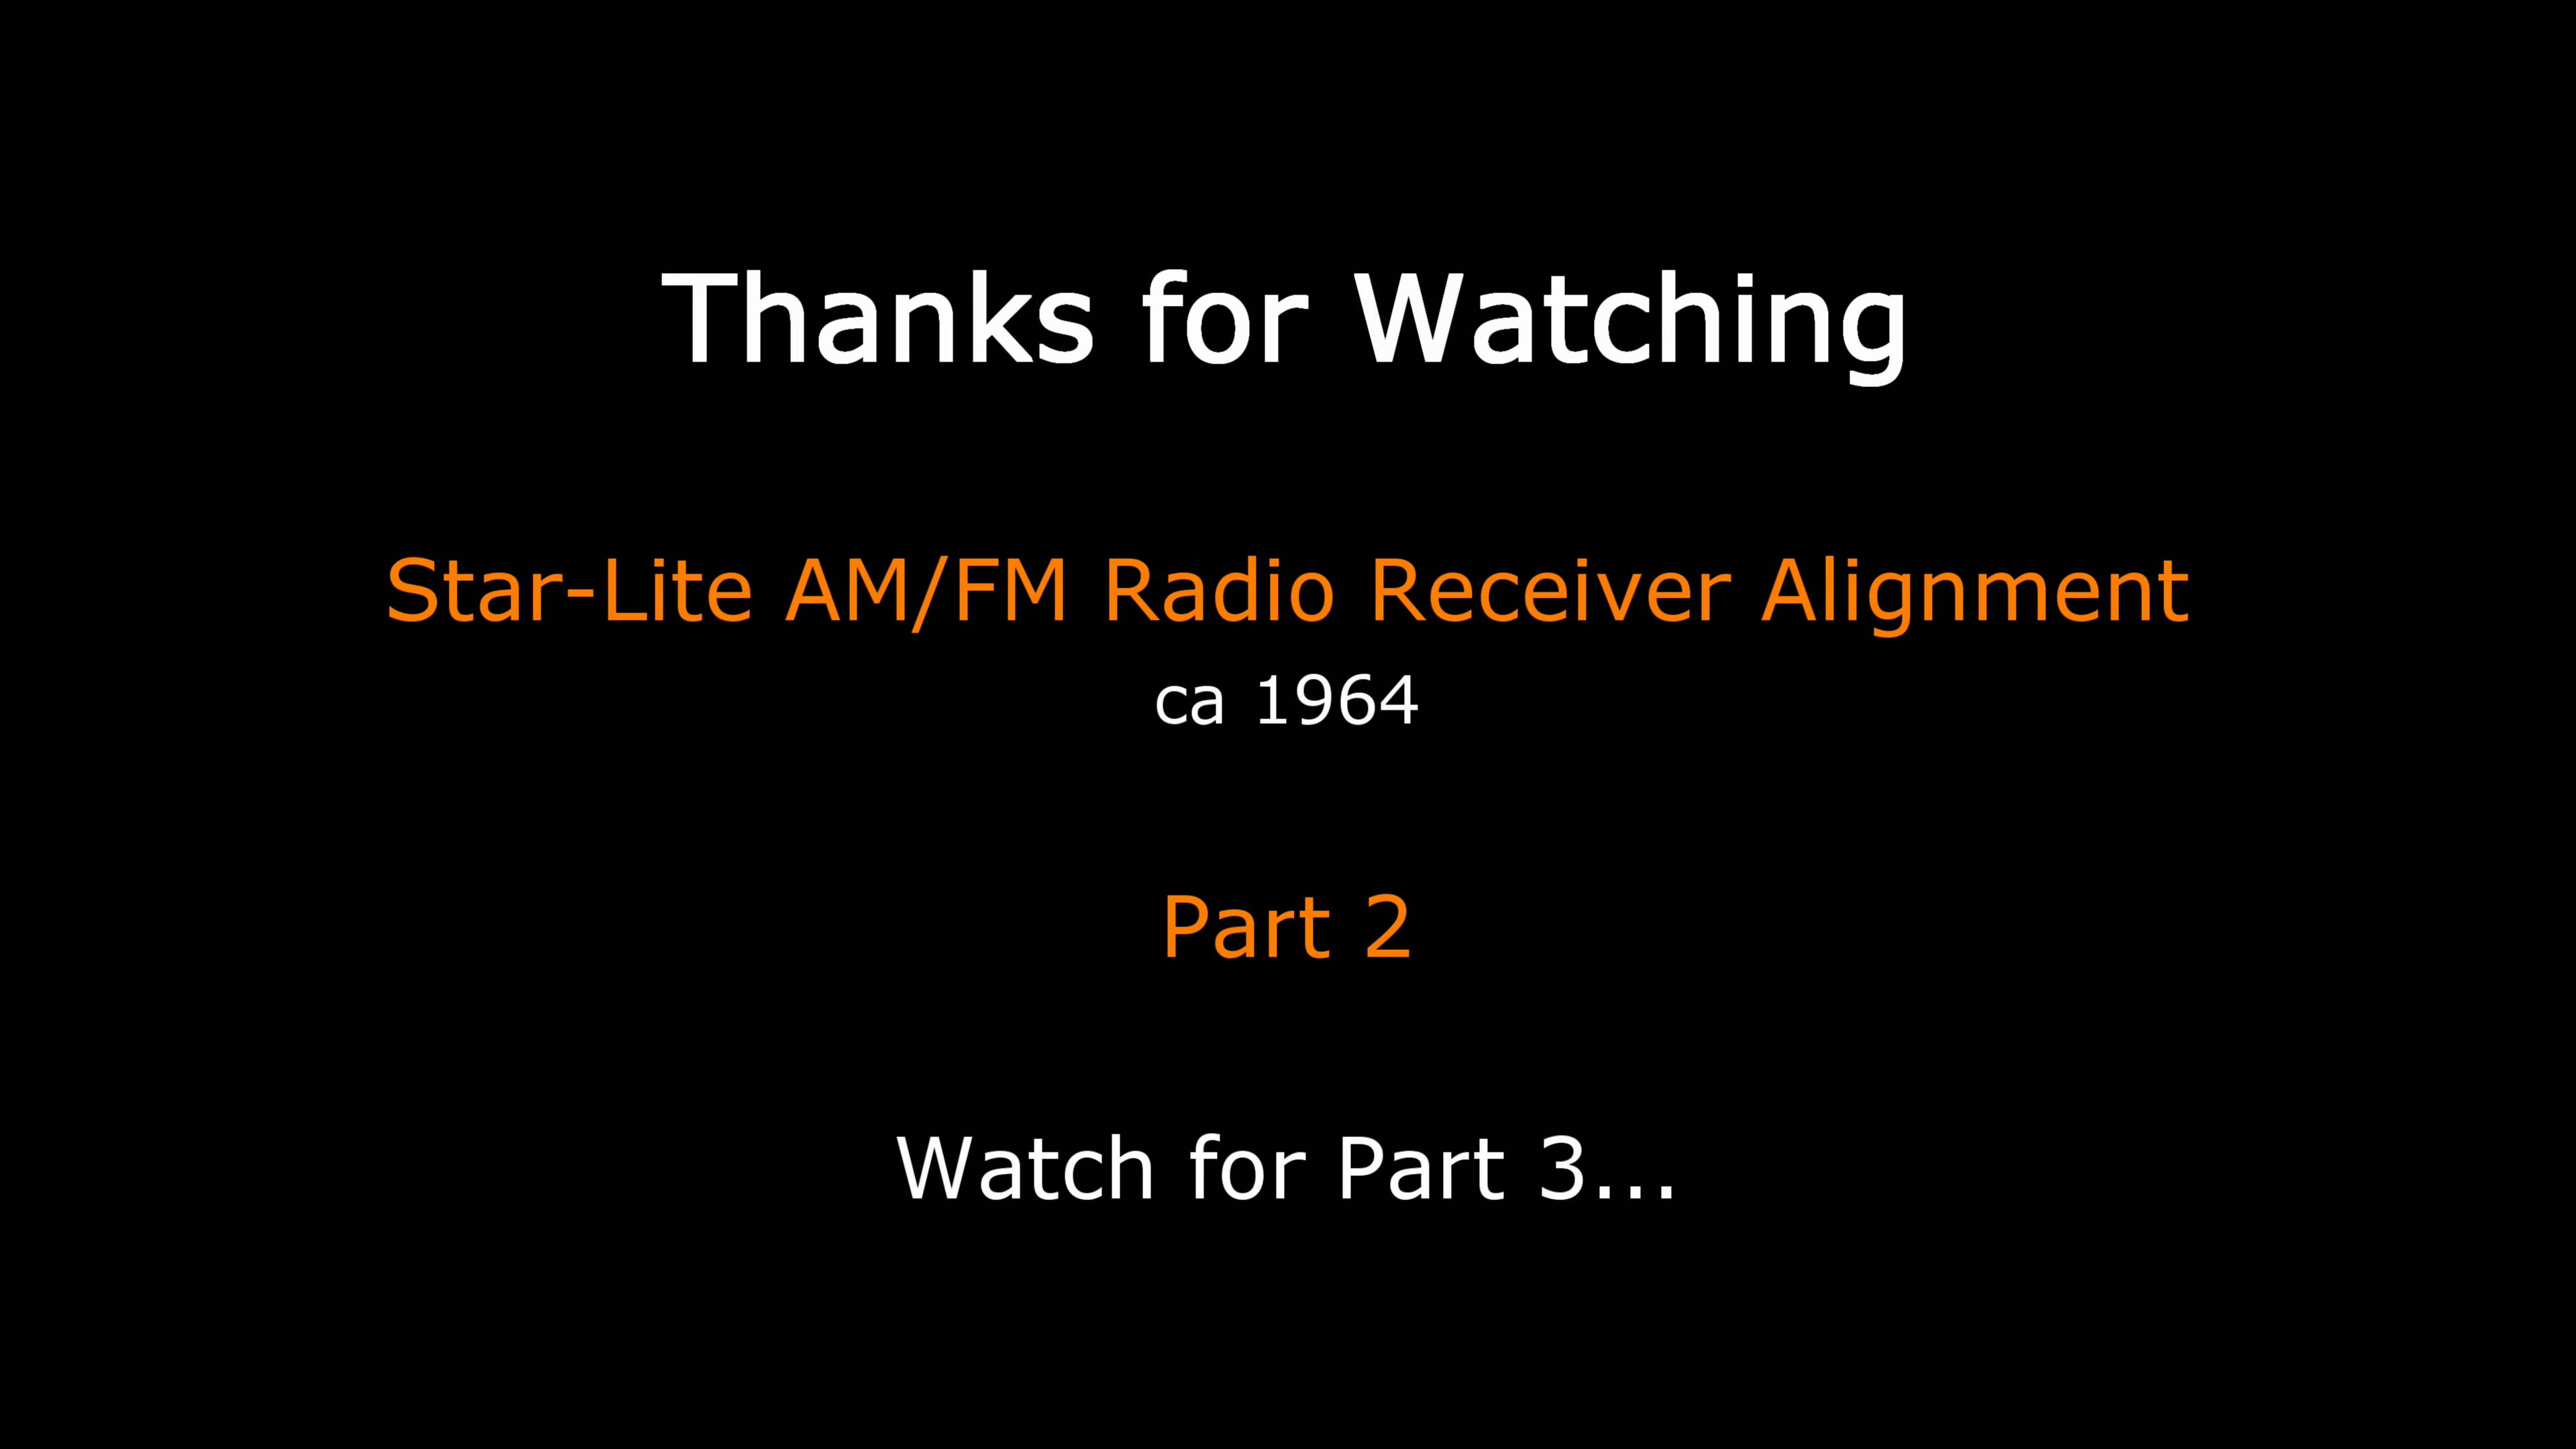 Thanks for Watching
Star-Lite AM/FM Radio Receiver Alignment
ca 1964
Part 2
Watch for Part 3...